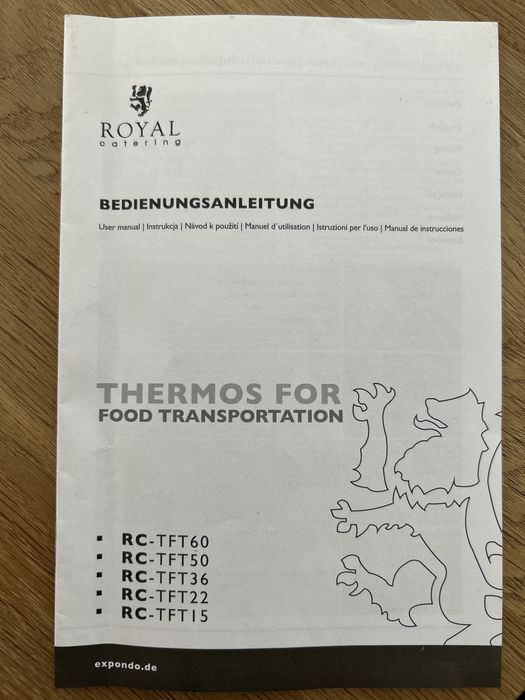 ROYAL
catering
BEDIENUNGSANLEITUNG
User manual | Instrukcja | Návod k použití | Manuel d´utilisation | Istruzioni per l'uso | Manual de instrucciones
THERMOS FOR
FOOD TRANSPORTATION
▪ RC-TFT60
▪ RC-TFT50
▪ RC-TFT36
▪ RC-TFT22
▪ RC-TFT15
expondo.de